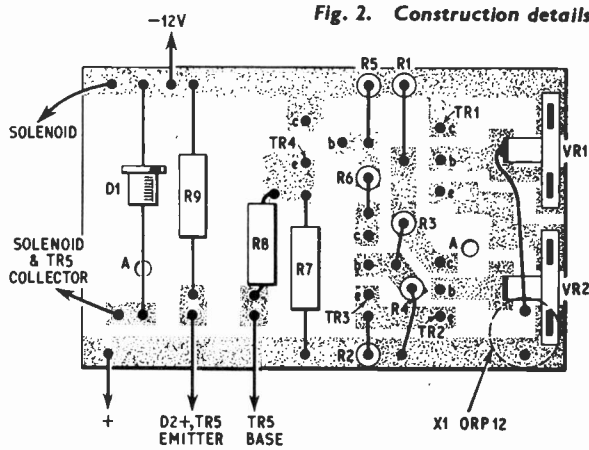 Fig. 2. Construction details
–12V
R5
R1
SOLENOID
c
TR1
c
TR4
b
b
VR1
e
D1
R9
R6
e
R8
R7
R3
SOLENOID
& TR5
COLLECTOR
A
c
A
b
b
VR2
e
R4
TR3
TR2
R2
+
D2+,TR5
EMITTER
TR5
BASE
X1 ORP12